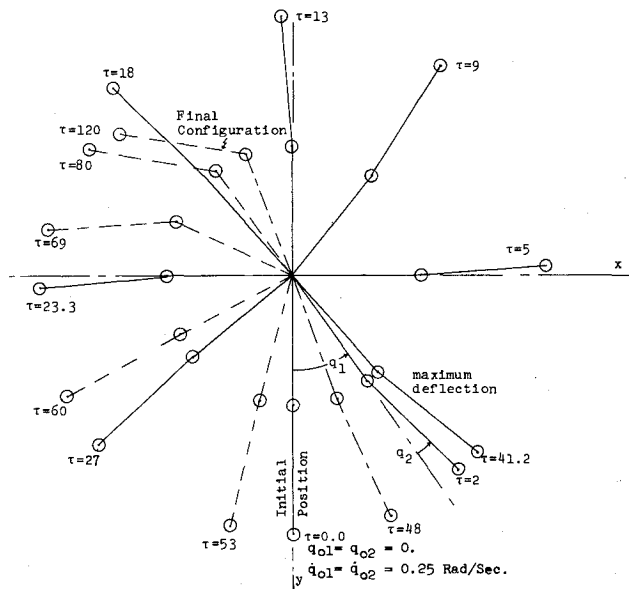 τ=13
τ=18
τ=9
Final
Configuration
τ=120
τ=80
τ=69
τ=5
x
τ=23.3
q1
maximum
deflection
τ=60
q2
τ=41.2
τ=27
τ=2
Initial
Position
τ=53
τ=0.0
τ=48
qo1= qo2 = 0.
y
q̇o1= q̇o2 = 0.25 Rad/Sec.